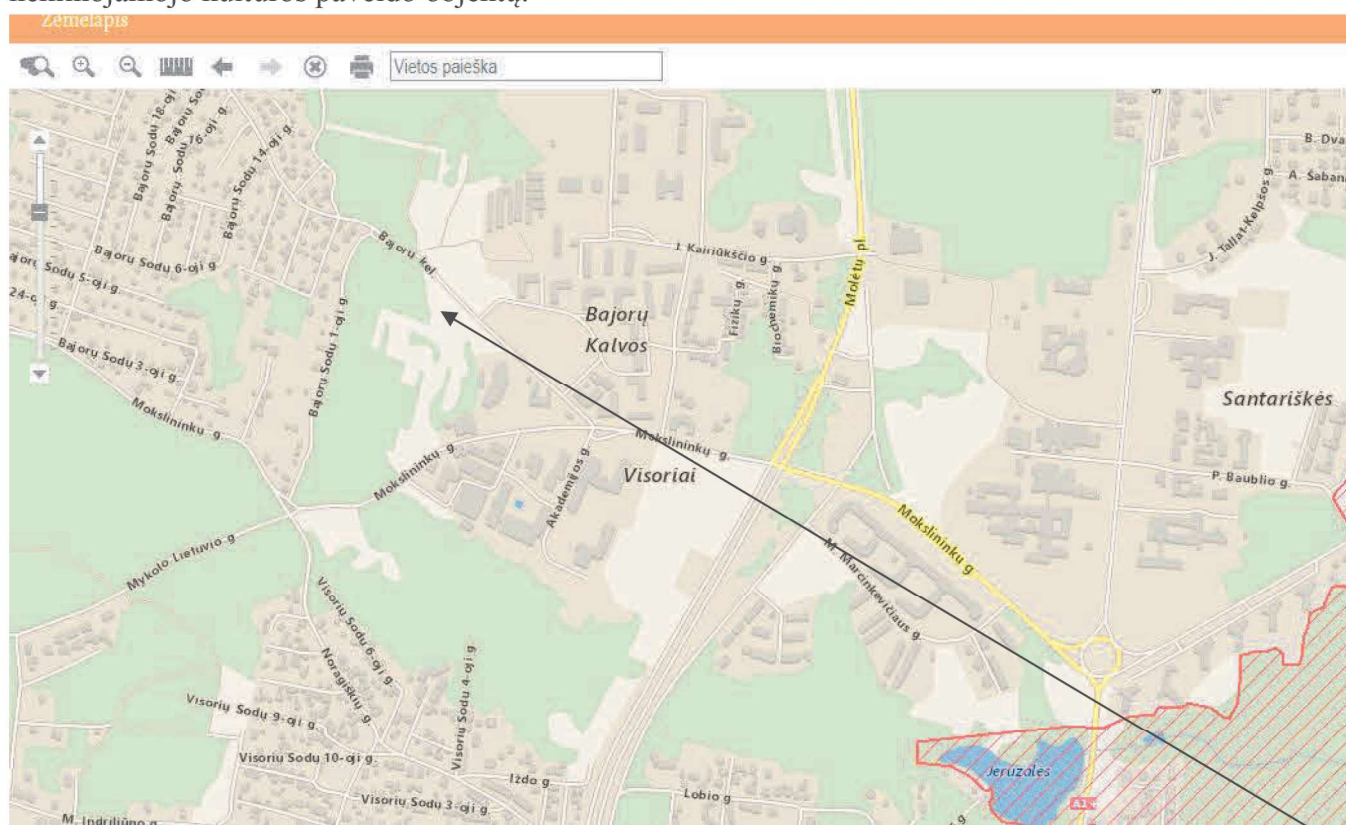 Žemėlapis
Vietos paieška
Bajorų Sodų 18-oji g.
Bajorų Sodų 16-oji g.
Bajorų Sodų 14-oji g.
Bajorų Sodų 6-oji g
Sodų 5-oji g.
Bajorų Sodų 3-oji g.
Bajorų Sodų 1-oji g.
Bajorų kel.
J. Kairiūkščio g
Fizikų g.
Biochemikų g.
Molėtų pl.
B. Dva
A. Šaban
J. Tallat-Kelpšos g
Bajorų
Kalvos
Santariškės
Mokslininkų g
Mokslininkų g.
Mokslininkų g.
Visoriai
Akademijos g
P. Baublio g.
Mokslininkų g
M. Marcinkevičiaus g
Mykolo Lietuvio g
Visorių Sodų 6-oji g.
Noragiškių g.
Visorių Sodų 4-oji g
Visorių Sodų 9-oji g.
Visorių Sodų 10-oji g.
Iždo g
Visorių Sodų 3-oji g.
Lobio g
Jeruzalės
A2
M. Indriliūno g